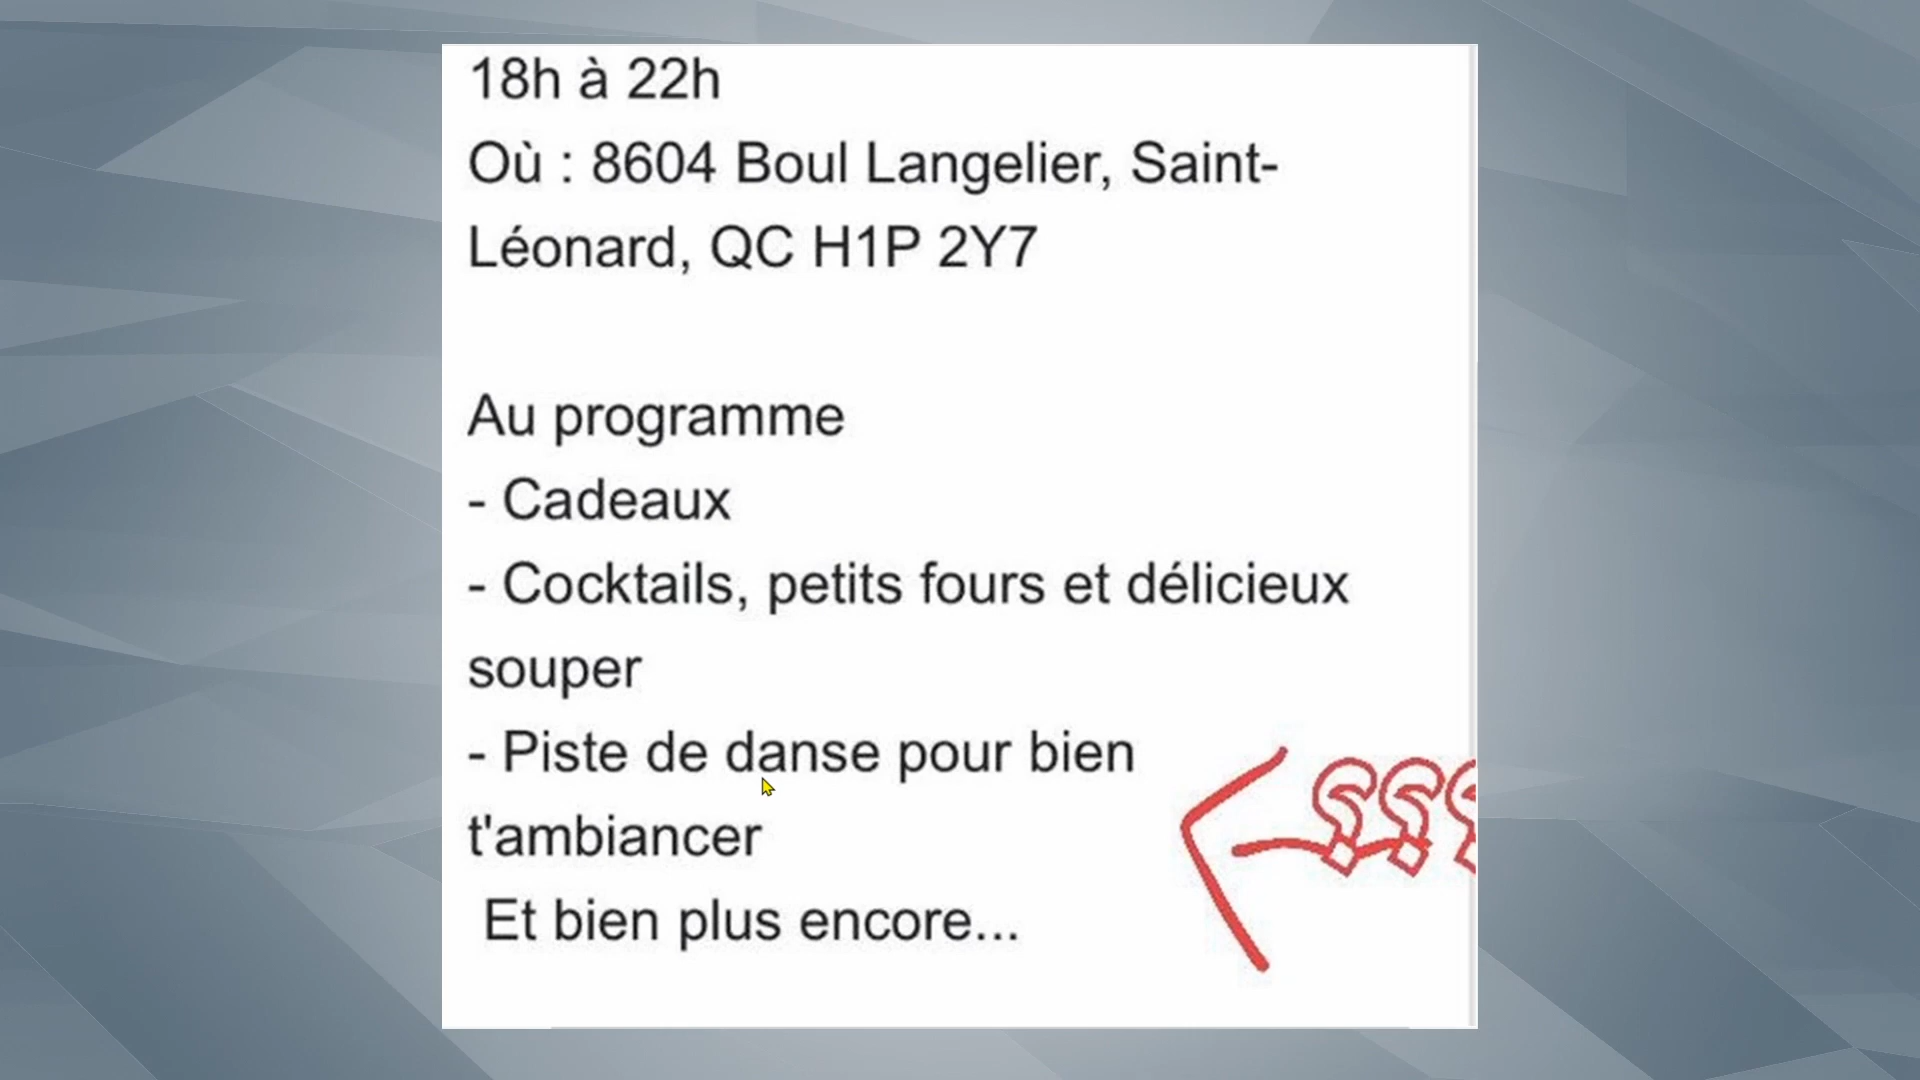 18h à 22h
Où : 8604 Boul Langelier, Saint-
Léonard, QC H1P 2Y7
Au programme
- Cadeaux
- Cocktails, petits fours et délicieux
souper
- Piste de danse pour bien
t'ambiancer
Et bien plus encore...
???